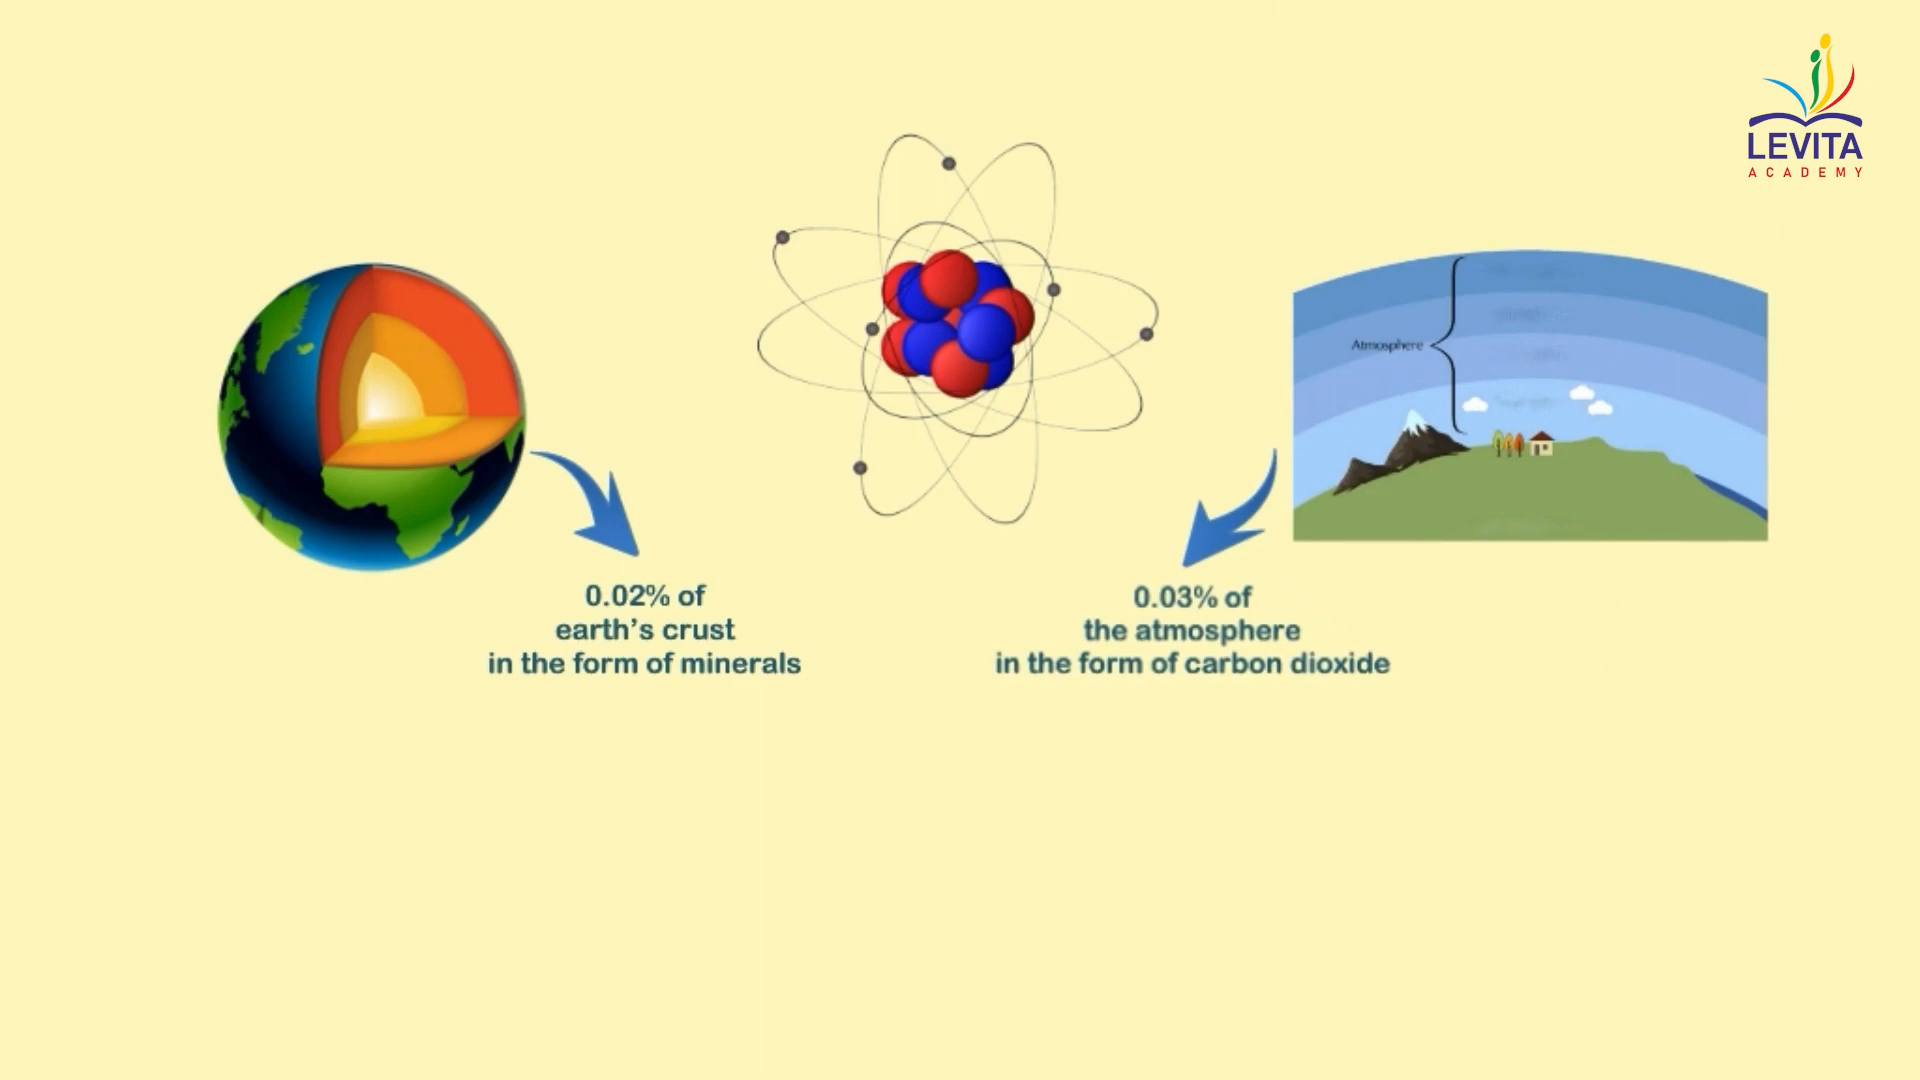 LEVITA
ACADEMY
Atmosphere
0.02% of
earth's crust
in the form of minerals
0.03% of
the atmosphere
in the form of carbon dioxide